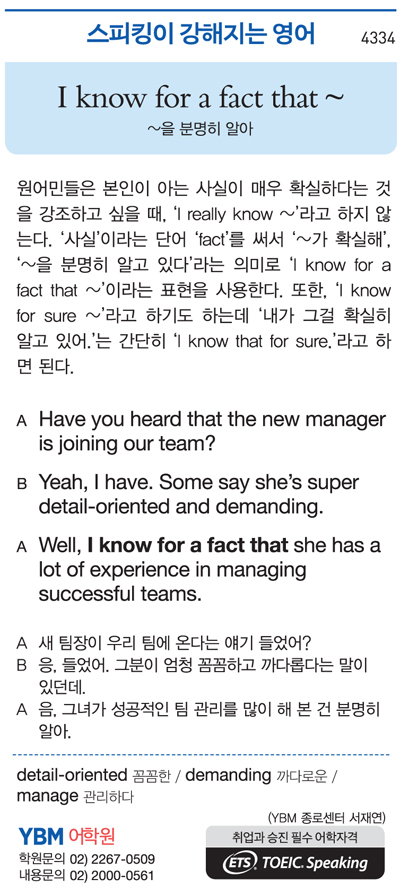 스피킹이 강해지는 영어 4334
I know for a fact that ~
~을 분명히 알아
원어민들은 본인이 아는 사실이 매우 확실하다는 것
을 강조하고 싶을 때, ‘I really know ~’라고 하지 않
는다. ‘사실’이라는 단어 ‘fact’를 써서 ‘~가 확실해’,
‘~을 분명히 알고 있다’라는 의미로 ‘I know for a
fact that ~’이라는 표현을 사용한다. 또한, ‘I know
for sure ~’라고 하기도 하는데 ‘내가 그걸 확실히
알고 있어.’는 간단히 ‘I know that for sure.’라고 하
면 된다.
A Have you heard that the new manager
is joining our team?
B Yeah, I have. Some say she’s super
detail-oriented and demanding.
A Well, I know for a fact that she has a
lot of experience in managing
successful teams.
A 새 팀장이 우리 팀에 온다는 얘기 들었어?
B 응, 들었어. 그분이 엄청 꼼꼼하고 까다롭다는 말이
있던데.
A 음, 그녀가 성공적인 팀 관리를 많이 해 본 건 분명히
알아.
detail-oriented 꼼꼼한 / demanding 까다로운 /
manage 관리하다
(YBM 종로센터 서재연)
YBM 어학원
학원문의 02) 2267-0509
내용문의 02) 2000-0561
취업과 승진 필수 어학자격
ETS TOEIC. Speaking